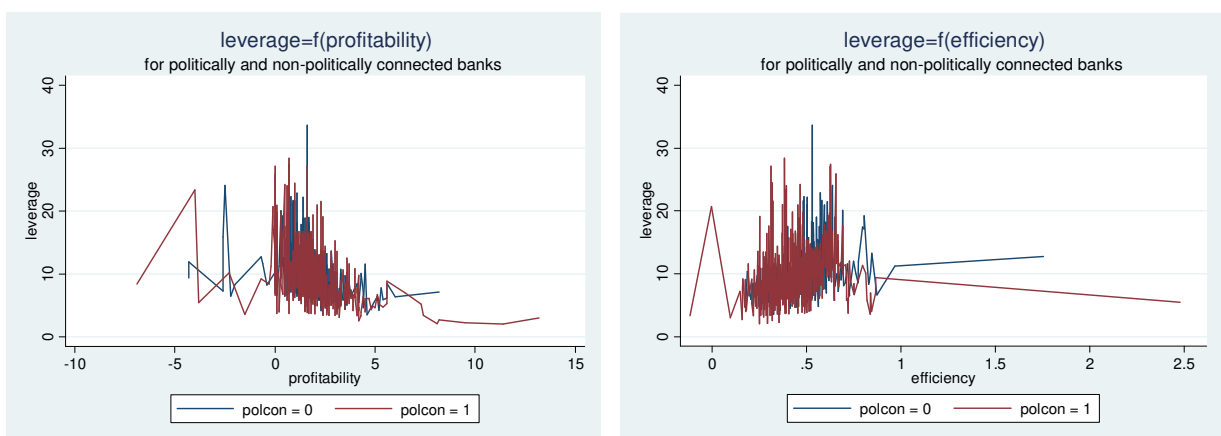 leverage=f(profitability)
for politically and non-politically connected banks
40
30
20
10
0
leverage
-10 -5 0 5 10 15
profitability
polcon = 0 polcon = 1
leverage=f(efficiency)
for politically and non-politically connected banks
40
30
20
10
0
leverage
0 .5 1 1.5 2 2.5
efficiency
polcon = 0 polcon = 1